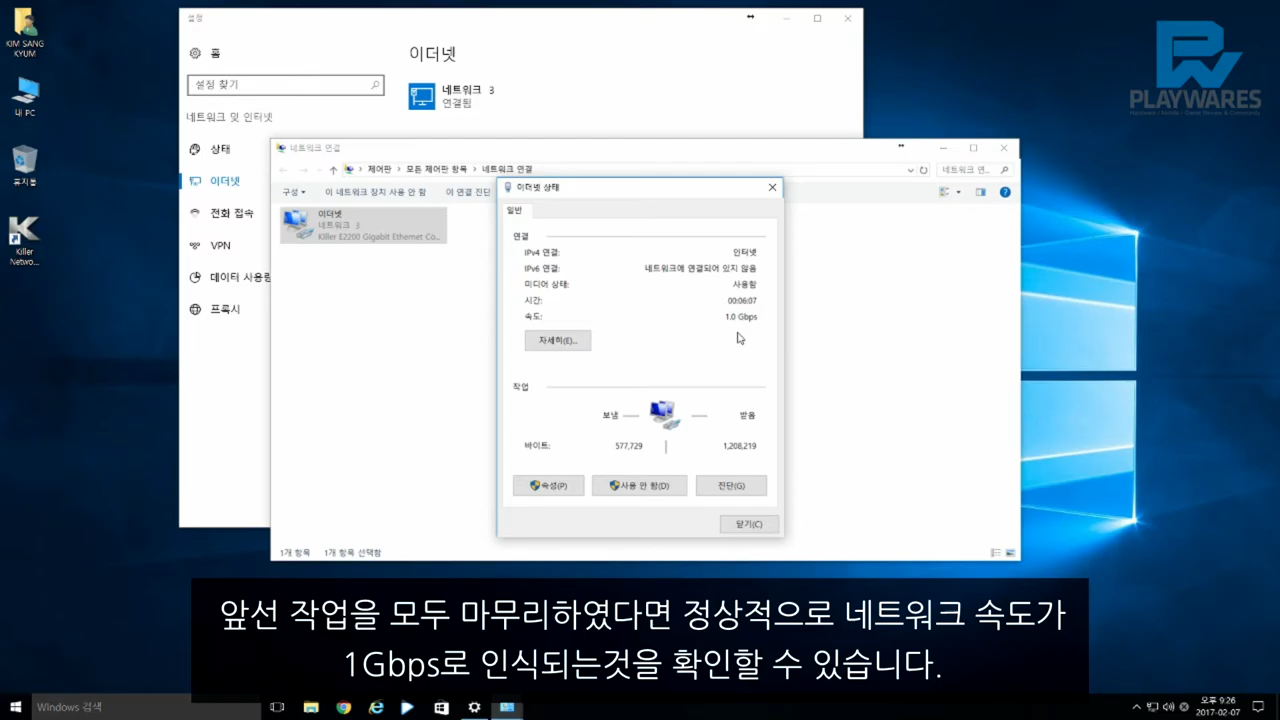 KIM SANG
KYUM
내 PC
휴지통
Killer
Netwo...
설정
홈
설정 찾기
네트워크 및 인터넷
상태
이더넷
전화 접속
VPN
데이터 사용량
프록시
이더넷
네트워크 3
연결됨
PLAYWARES
네트워크 연결
제어판 > 모든 제어판 항목 > 네트워크 연결
네트워크 연...
구성
이 네트워크 장치 사용 안 함
이 연결 진단
이더넷
네트워크 3
Killer E2200 Gigabit Ethernet Co...
이더넷 상태
일반
연결
IPv4 연결: 인터넷
IPv6 연결: 네트워크에 연결되어 있지 않음
미디어 상태: 사용함
시간: 00:06:07
속도: 1.0 Gbps
자세히(E)...
작업
보냄
받음
바이트: 577,729 1,208,219
속성(P)
사용 안 함(D)
진단(G)
닫기(C)
1개 항목
1개 항목 선택함
앞선 작업을 모두 마무리하였다면 정상적으로 네트워크 속도가
1Gbps로 인식되는것을 확인할 수 있습니다.
Windows 검색
오후 9:26
2017-02-07